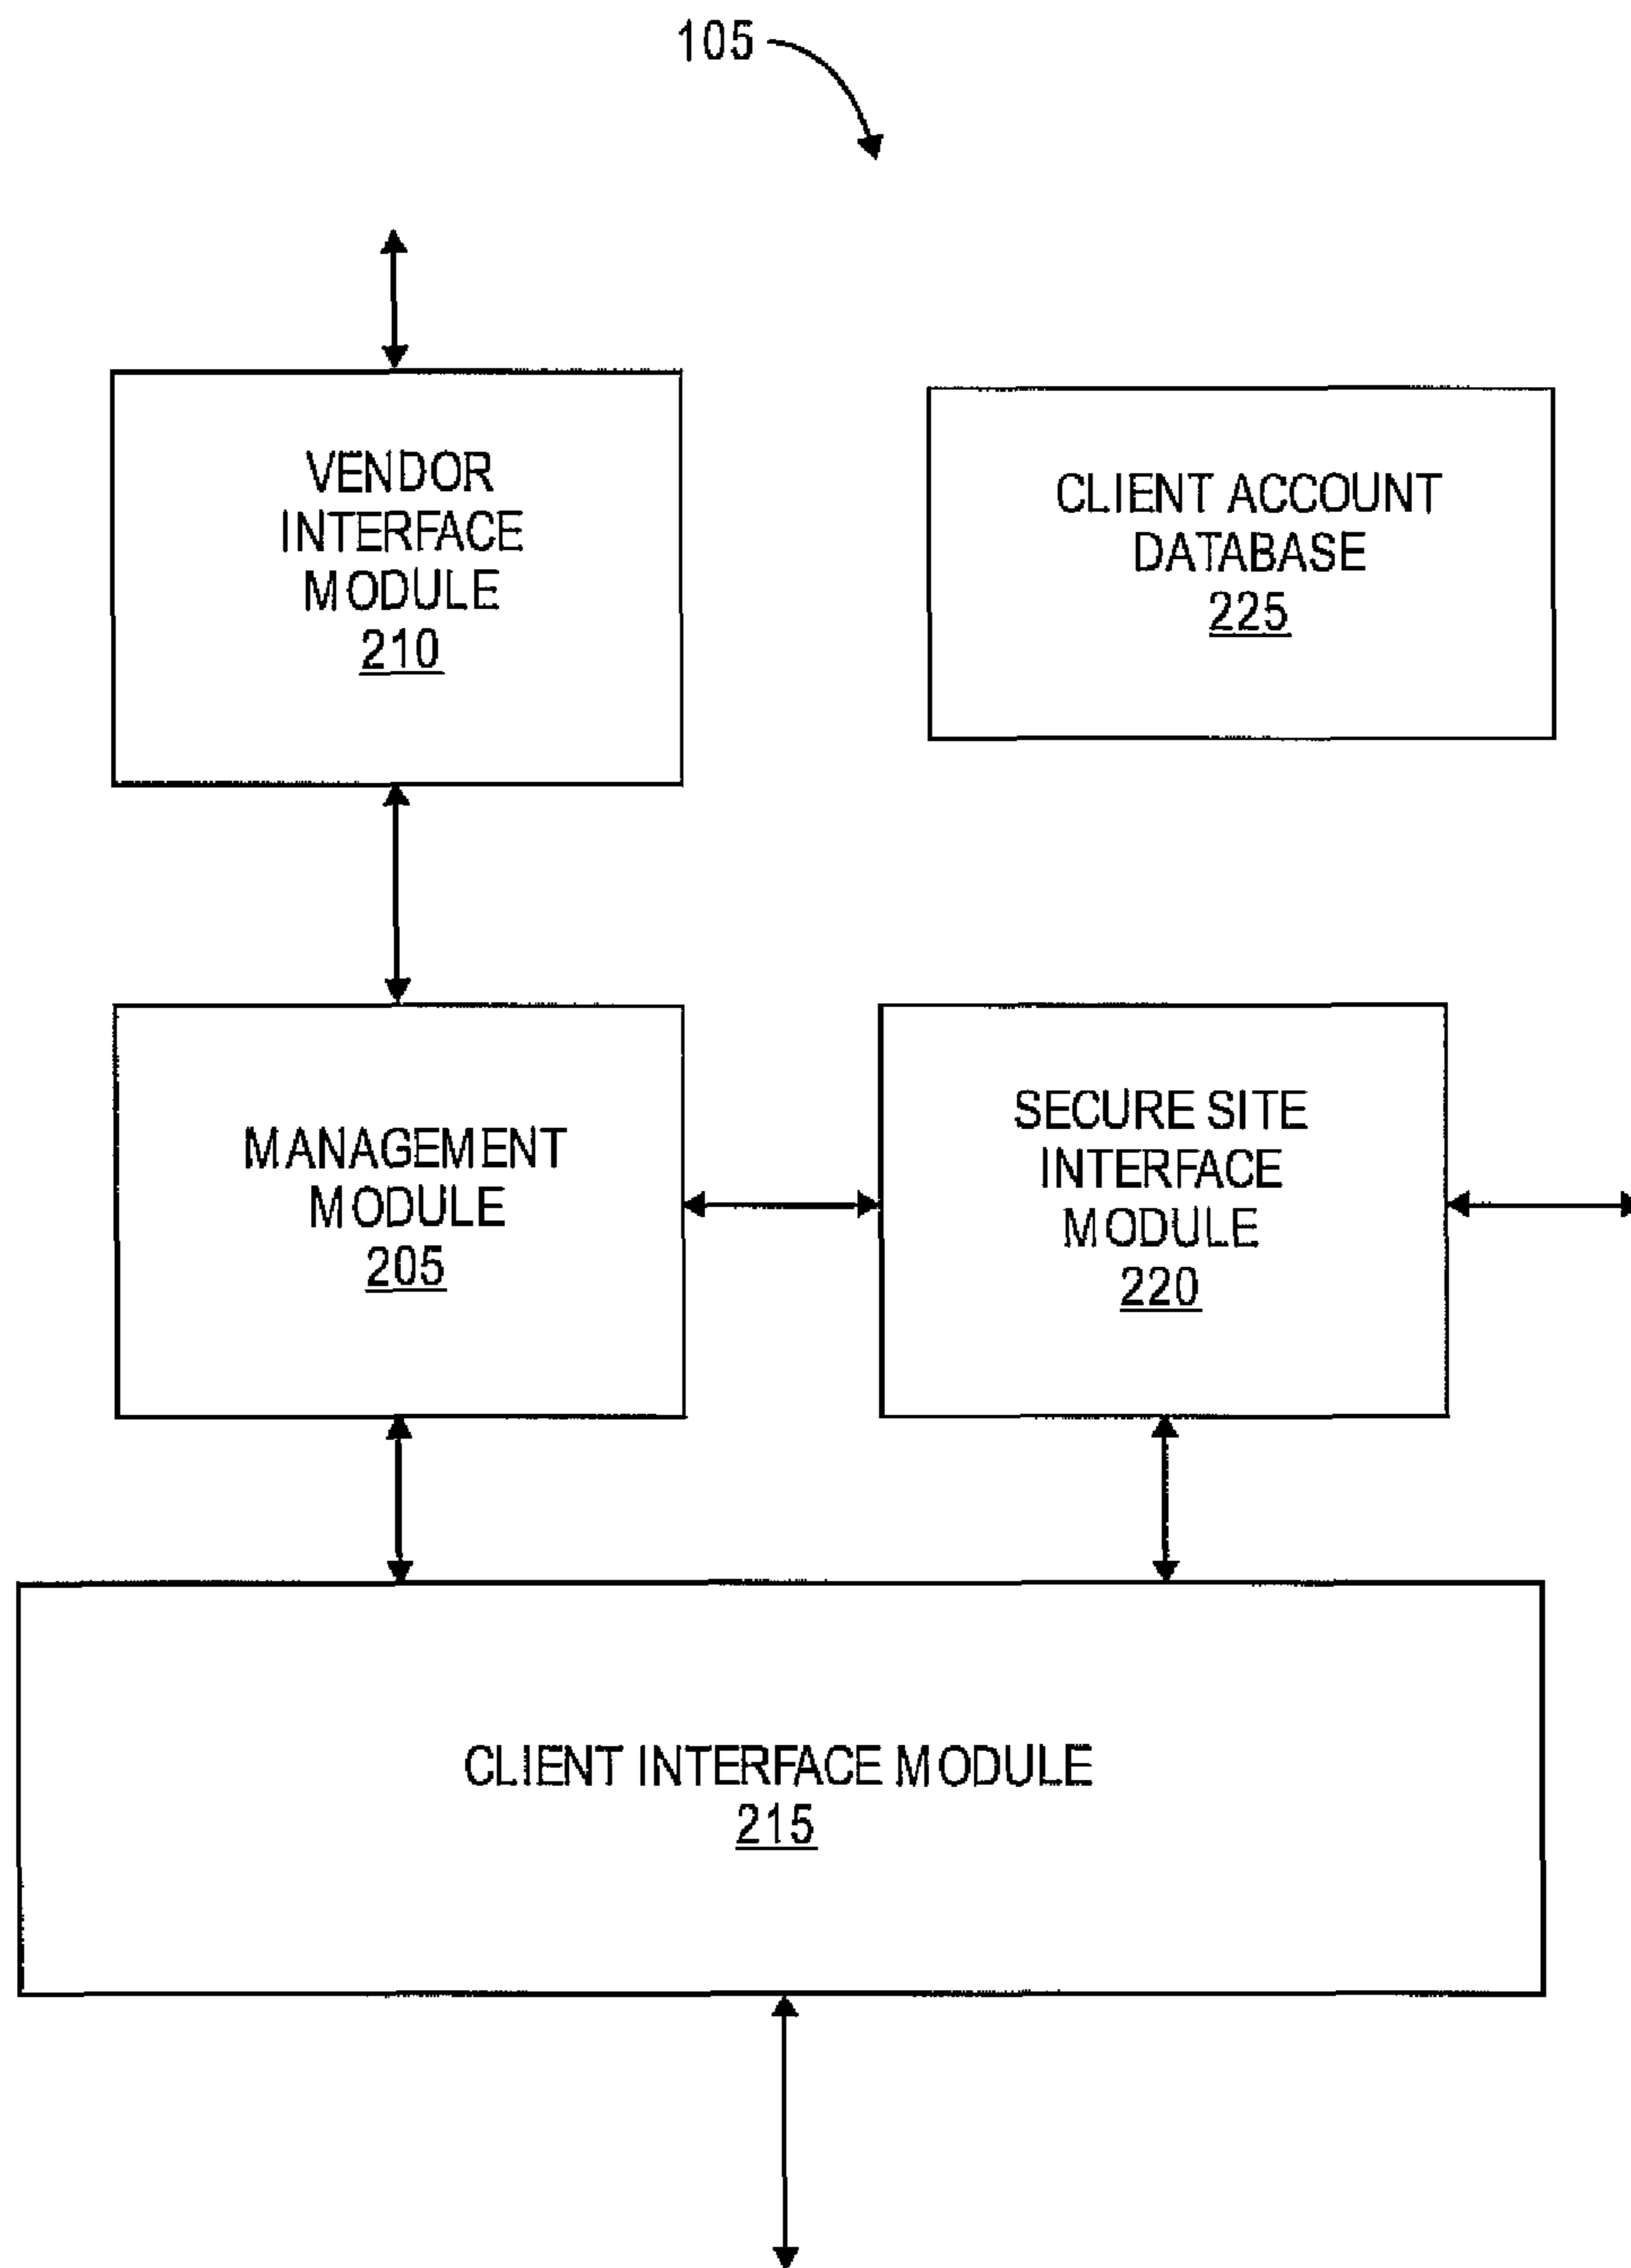 105
VENDOR
INTERFACE
MODULE
210
CLIENT ACCOUNT
DATABASE
225
MANAGEMENT
MODULE
205
SECURE SITE
INTERFACE
MODULE
220
CLIENT INTERFACE MODULE
215